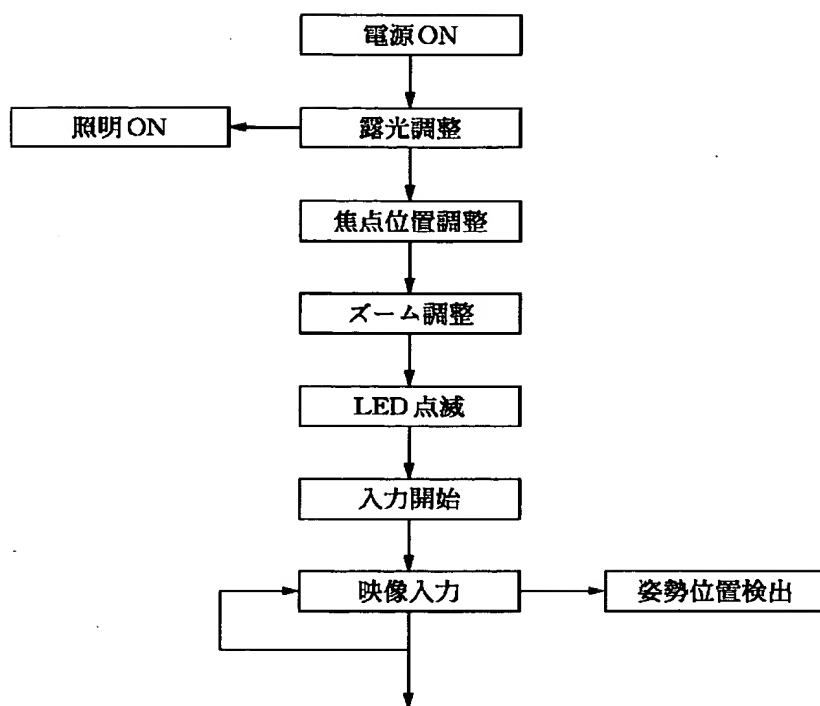 電源ON
照明ON
露光調整
焦点位置調整
ズーム調整
LED点滅
入力開始
映像入力
姿勢位置検出